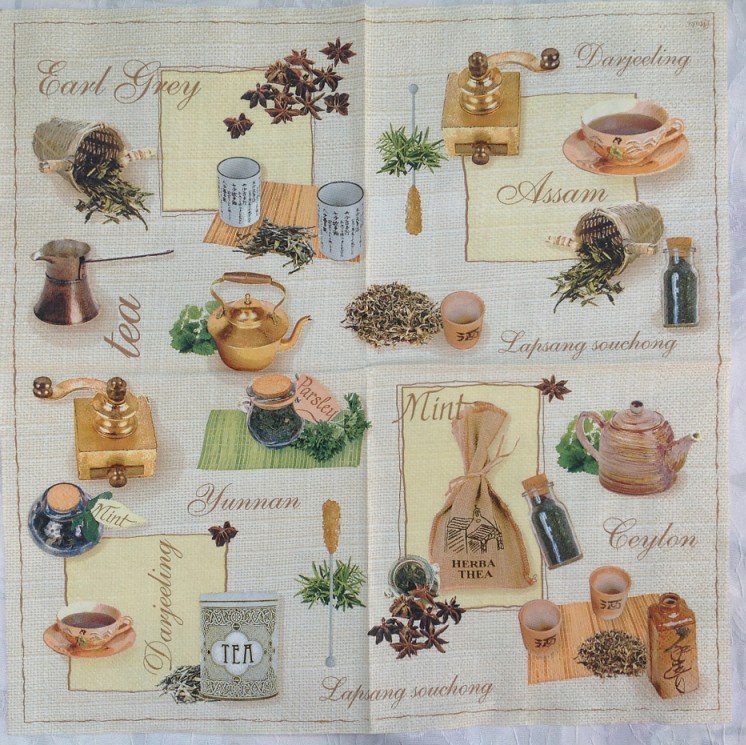 Earl Grey
Darjeeling
Assam
tea
Lapsang souchong
Parsley
Mint
Yunnan
Mint
HERBA
THEA
Ceylon
Darjeeling
TEA
Lapsang souchong